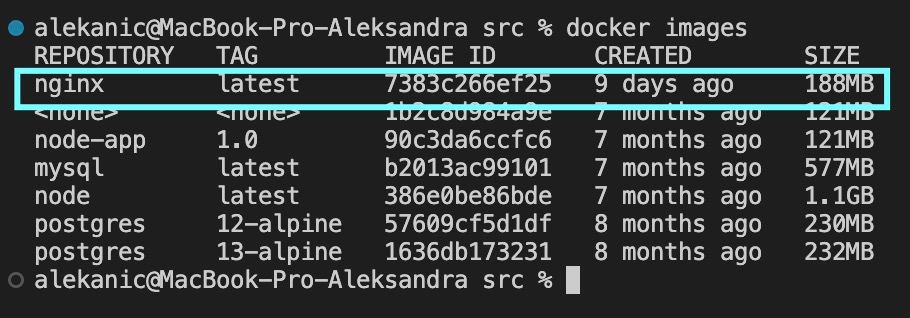 alekanic@MacBook-Pro-Aleksandra src % docker images
REPOSITORY TAG IMAGE ID CREATED SIZE
nginx latest 7383c266ef25 9 days ago 188MB
<none> <none> 1b2c8d984a9e 7 months ago 121MB
node-app 1.0 90c3da6ccfc6 7 months ago 121MB
mysql latest b2013ac99101 7 months ago 577MB
node latest 386e0be86bde 7 months ago 1.1GB
postgres 12-alpine 57609cf5d1df 8 months ago 230MB
postgres 13-alpine 1636db173231 8 months ago 232MB
alekanic@MacBook-Pro-Aleksandra src %